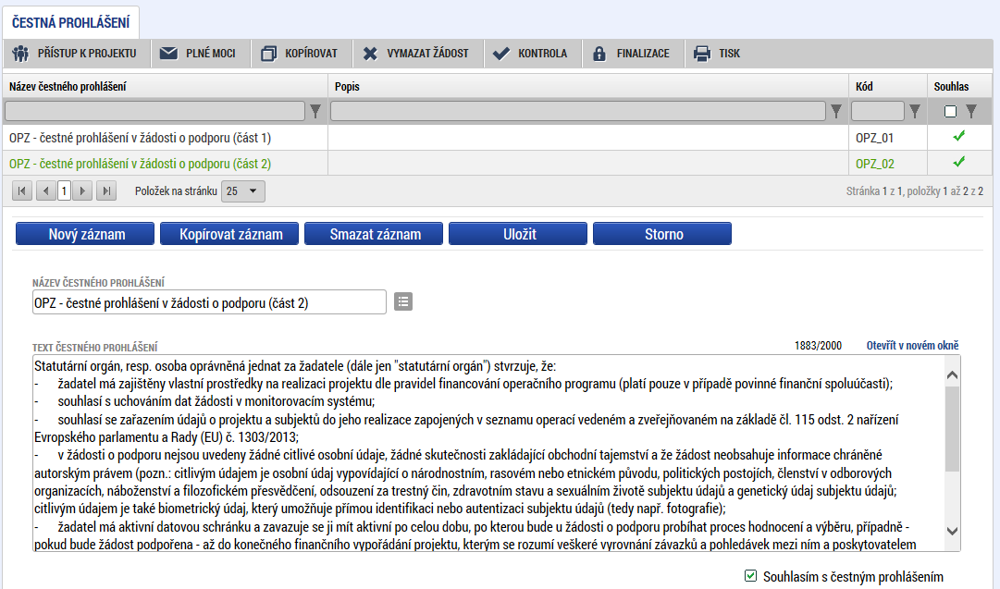 ČESTNÁ PROHLÁŠENÍ
PŘÍSTUP K PROJEKTU PLNÉ MOCI KOPÍROVAT VYMAZAT ŽÁDOST KONTROLA FINALIZACE TISK
Název čestného prohlášení Popis Kód Souhlas
OPZ - čestné prohlášení v žádosti o podporu (část 1) OPZ_01
OPZ - čestné prohlášení v žádosti o podporu (část 2) OPZ_02
1 Položek na stránku 25 Stránka 1 z 1, položky 1 až 2 z 2
Nový záznam Kopírovat záznam Smazat záznam Uložit Storno
NÁZEV ČESTNÉHO PROHLÁŠENÍ
OPZ - čestné prohlášení v žádosti o podporu (část 2)
TEXT ČESTNÉHO PROHLÁŠENÍ 1883/2000 Otevřít v novém okně
Statutární orgán, resp. osoba oprávněná jednat za žadatele (dále jen "statutární orgán") stvrzuje, že:
- žadatel má zajištěny vlastní prostředky na realizaci projektu dle pravidel financování operačního programu (platí pouze v případě povinné finanční spoluúčasti);
- souhlasí s uchováním dat žádosti v monitorovacím systému;
- souhlasí se zařazením údajů o projektu a subjektů do jeho realizace zapojených v seznamu operací vedeném a zveřejňovaném na základě čl. 115 odst. 2 nařízení
Evropského parlamentu a Rady (EU) č. 1303/2013;
- v žádosti o podporu nejsou uvedeny žádné citlivé osobní údaje, žádné skutečnosti zakládající obchodní tajemství a že žádost neobsahuje informace chráněné
autorským právem (pozn.: citlivým údajem je osobní údaj vypovídající o národnostním, rasovém nebo etnickém původu, politických postojích, členství v odborových
organizacích, náboženství a filozofickém přesvědčení, odsouzení za trestný čin, zdravotním stavu a sexuálním životě subjektu údajů a genetický údaj subjektu údajů;
citlivým údajem je také biometrický údaj, který umožňuje přímou identifikaci nebo autentizaci subjektu údajů (tedy např. fotografie);
- žadatel má aktivní datovou schránku a zavazuje se ji mít aktivní po celou dobu, po kterou bude u žádosti o podporu probíhat proces hodnocení a výběru, případně -
pokud bude žádost podpořena - až do konečného finančního vypořádání projektu, kterým se rozumí veškeré vyrovnání závazků a pohledávek mezi ním a poskytovatelem
Souhlasím s čestným prohlášením